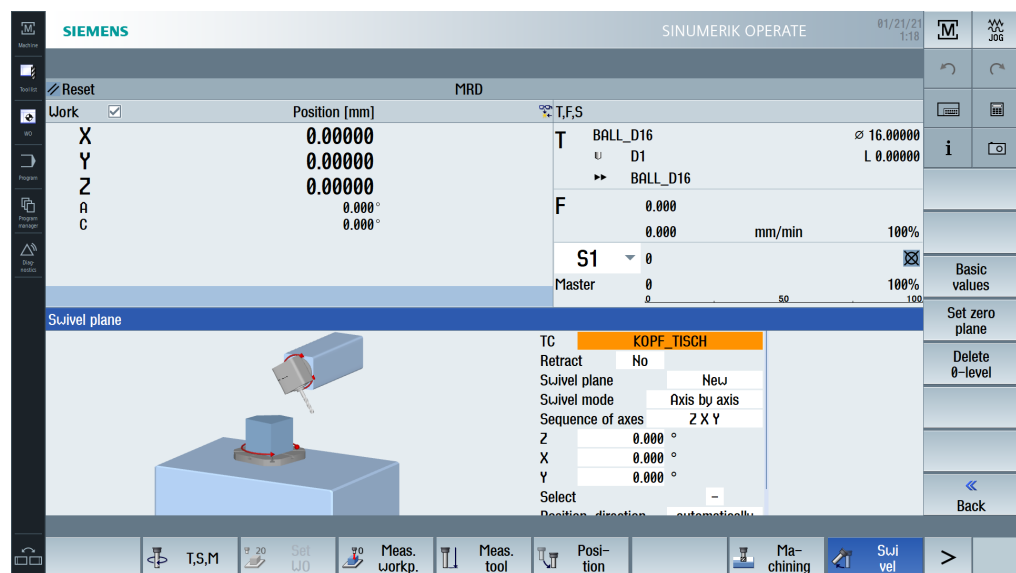 Machine
SIEMENS
SINUMERIK OPERATE
01/21/21
1:18
M
M
JOG
Tool list
Reset
MRD
Work
Position [mm]
T,F,S
X
0.00000
Y
0.00000
Z
0.00000
A
0.000°
C
0.000°
T
BALL_D16
Ø 16.00000
D1
L 0.00000
BALL_D16
F
0.000
0.000
mm/min
100%
S1
0
Master
0
100%
0
50
100
WO
Program
Program
manager
Diag-
nostics
i
Basic
values
Set zero
plane
Delete
0-level
Back
Swivel plane
TC
KOPF_TISCH
Retract
No
Swivel plane
New
Swivel mode
Axis by axis
Sequence of axes
Z X Y
Z
0.000 °
X
0.000 °
Y
0.000 °
Select
-
Position. direction
automatically
T,S,M
Set
WO
Meas.
workp.
Meas.
tool
Posi-
tion
Ma-
chining
Swi
vel
>